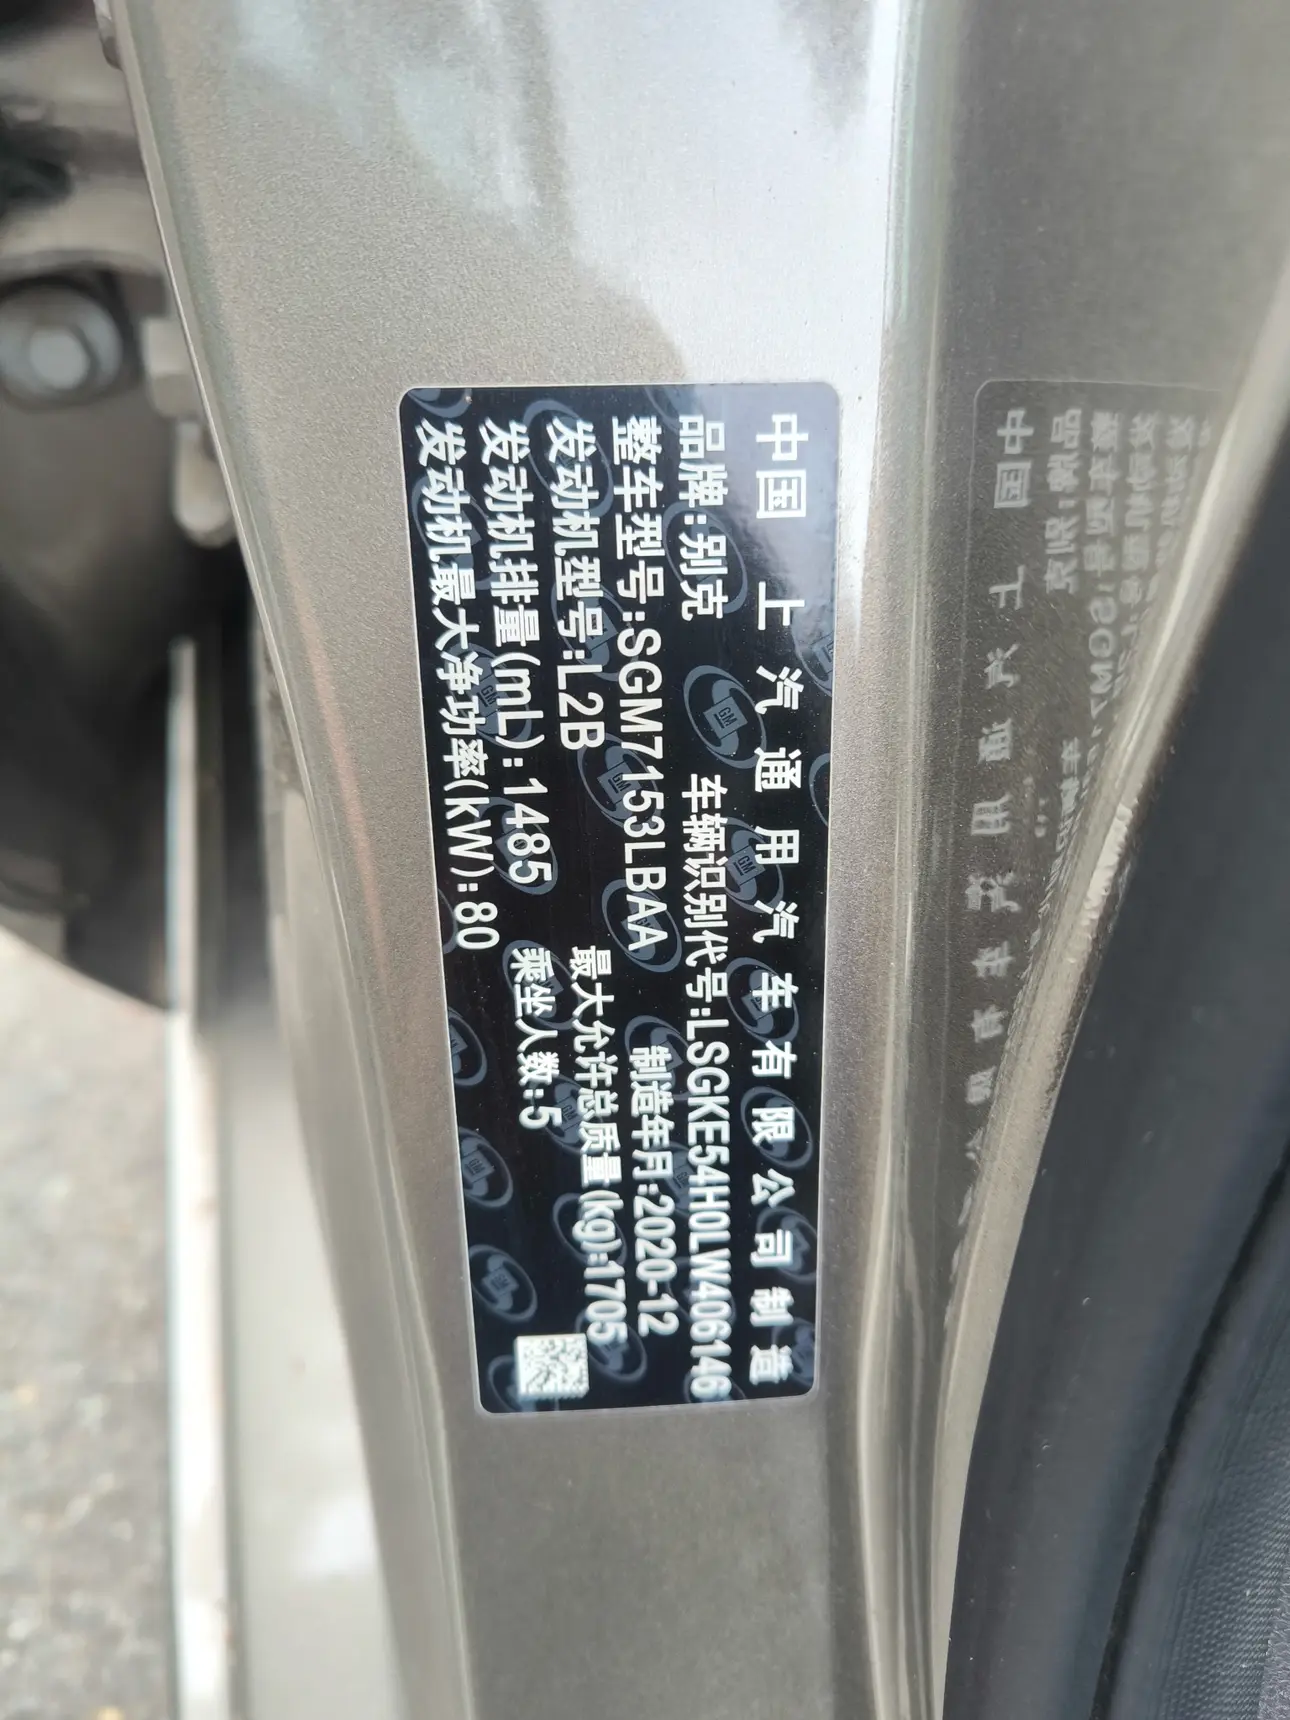 中国 上汽通用汽车有限公司制造
品牌:别克 车辆识别代号:LSGKE54H0LW406146
整车型号:SGM7153LBAA 制造年月:2020-12
发动机型号:L2B 最大允许总质量(kg):1705
发动机排量(mL):1485 乘坐人数:5
发动机最大净功率(kW):80
GM